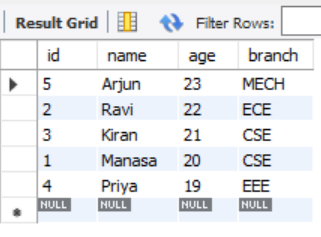 Result Grid Filter Rows:
id name age branch
5 Arjun 23 MECH
2 Ravi 22 ECE
3 Kiran 21 CSE
1 Manasa 20 CSE
4 Priya 19 EEE
NULL NULL NULL NULL